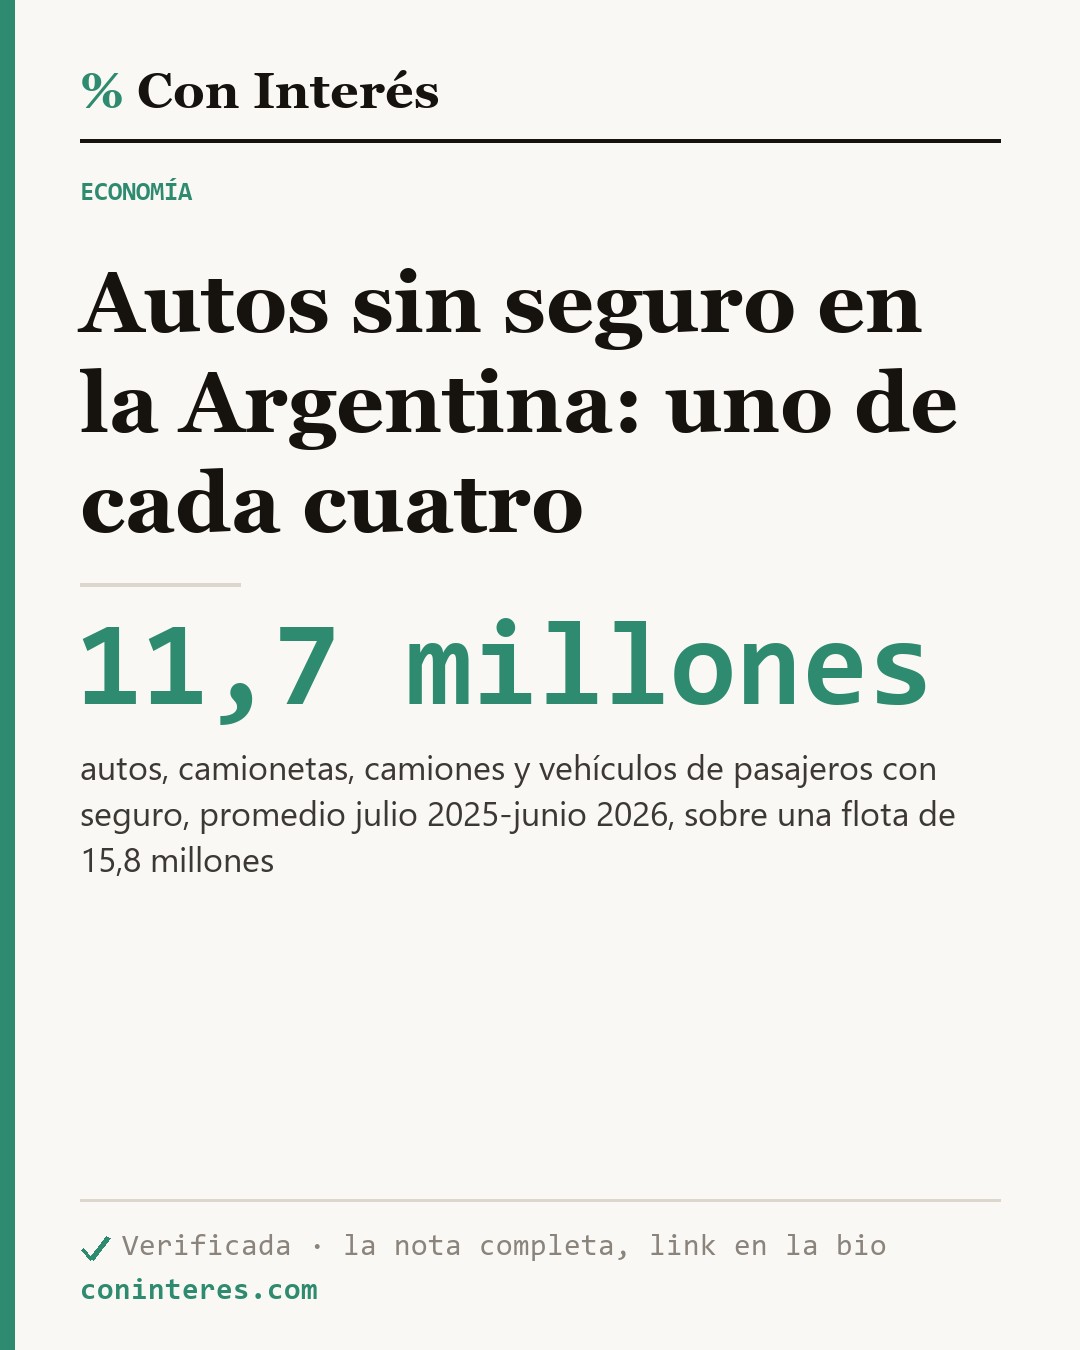 % Con Interés
ECONOMÍA
Autos sin seguro en
la Argentina: uno de
cada cuatro
11,7 millones
autos, camionetas, camiones y vehículos de pasajeros con
seguro, promedio julio 2025-junio 2026, sobre una flota de
15,8 millones
✓ Verificada · la nota completa, link en la bio
coninteres.com